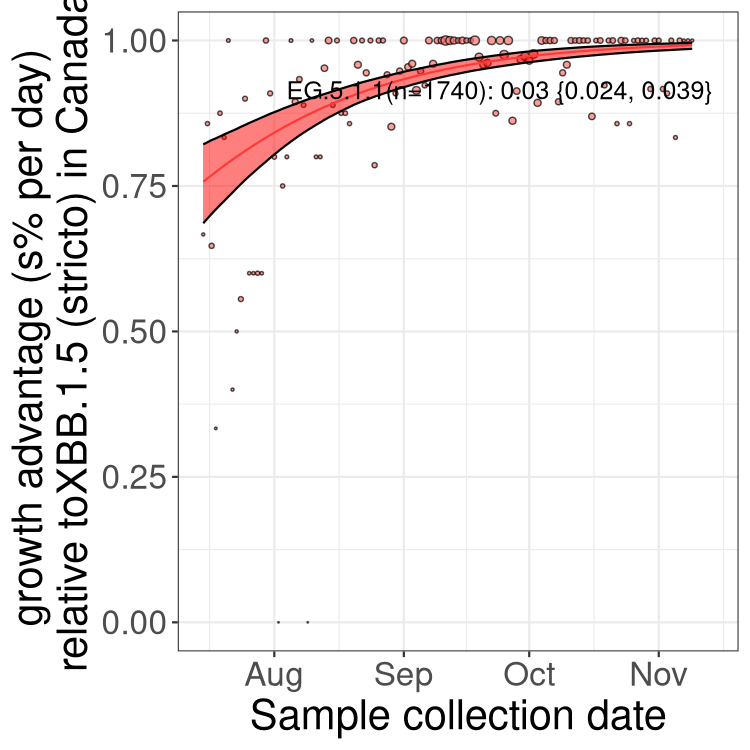 growth advantage (s% per day)
relative toXBB.1.5 (stricto) in Canada
1.00
0.75
0.50
0.25
0.00
EG.5.1.1(n=1740): 0.03 {0.024, 0.039}
Aug Sep Oct Nov
Sample collection date